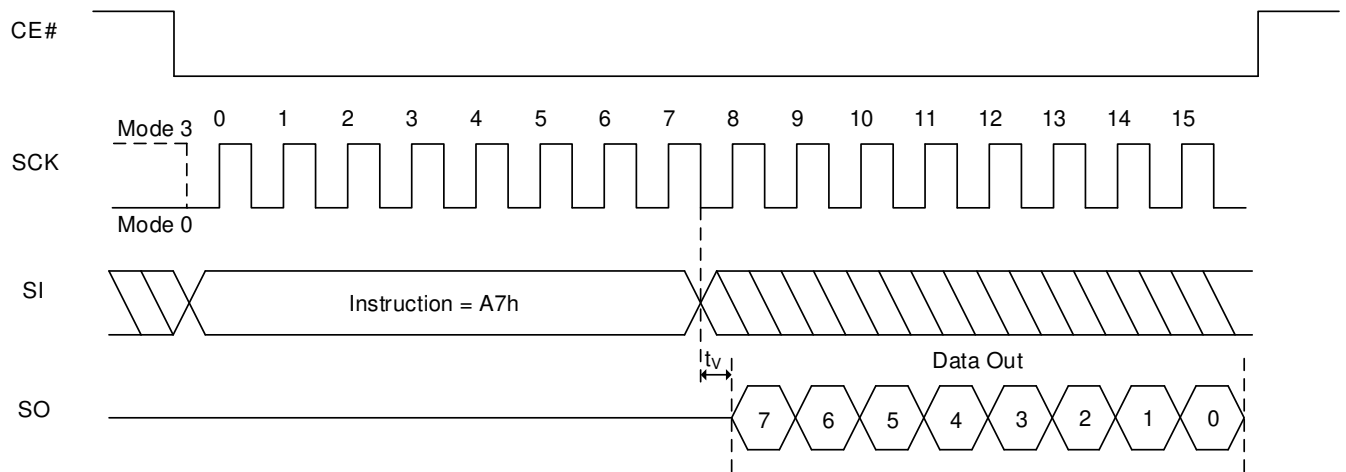 CE#
Mode 3
0 1 2 3 4 5 6 7 8 9 10 11 12 13 14 15
SCK
Mode 0
SI
Instruction = A7h
tV
Data Out
SO
7 6 5 4 3 2 1 0